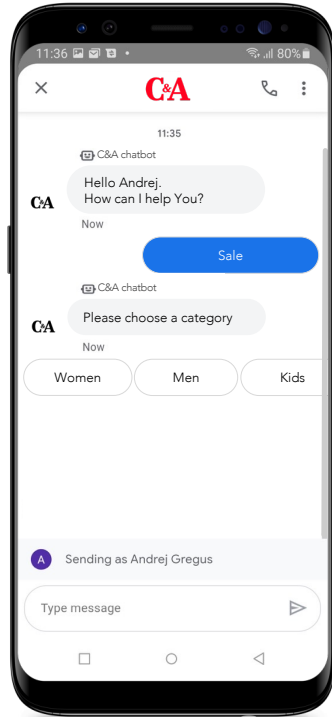 11:36 80%
C&A
11:35
C&A chatbot
Hello Andrej.
How can I help You?
C&A
Now
Sale
C&A chatbot
Please choose a category
C&A
Now
Women Men Kids
A Sending as Andrej Gregus
Type message